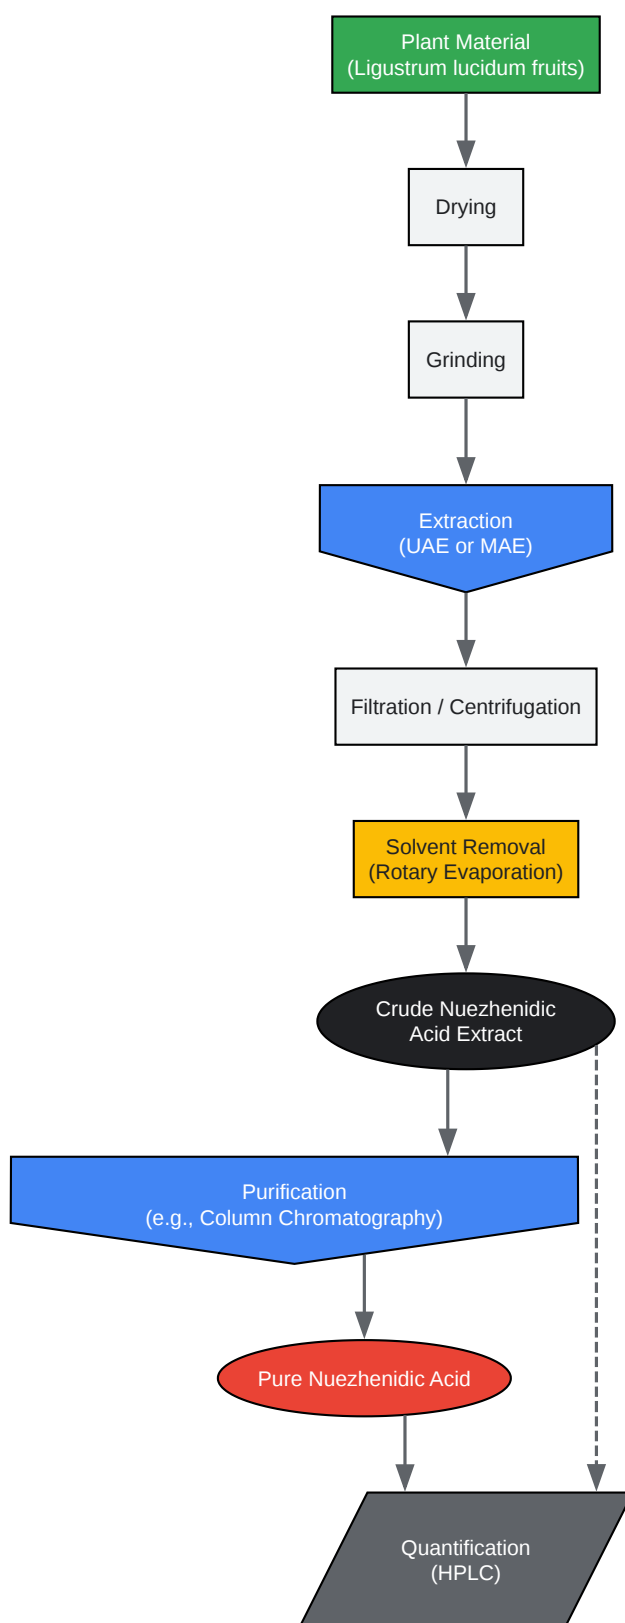 Plant Material
(Ligustrum lucidum fruits)
Drying
Grinding
Extraction
(UAE or MAE)
Filtration / Centrifugation
Solvent Removal
(Rotary Evaporation)
Crude Nuezhenidic
Acid Extract
Purification
(e.g., Column Chromatography)
Pure Nuezhenidic Acid
Quantification
(HPLC)